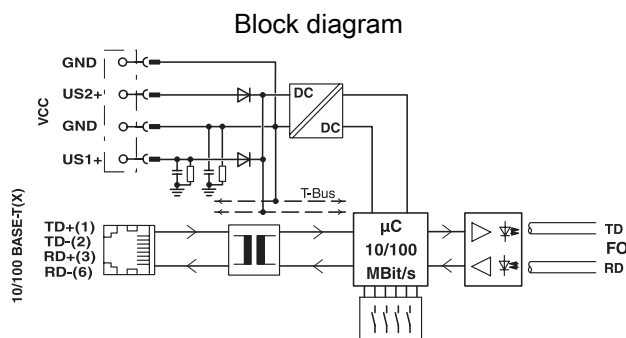 Block diagram
GND
US2+
GND
US1+
VCC
DC
DC
T-Bus
10/100 BASE-T(X)
TD+(1)
TD-(2)
RD+(3)
RD-(6)
µC
10/100
MBit/s
TD
FO
RD